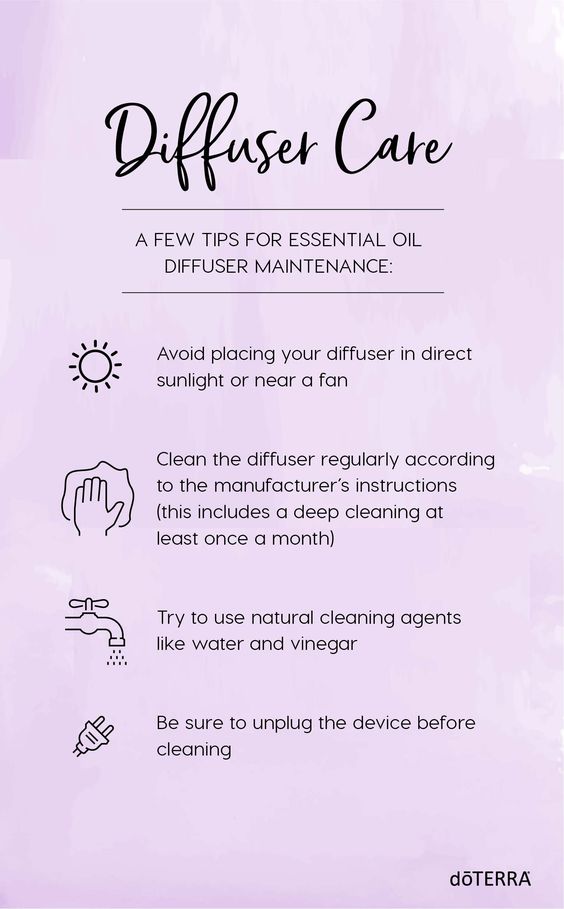 Diffuser Care
A FEW TIPS FOR ESSENTIAL OIL
DIFFUSER MAINTENANCE:
Avoid placing your diffuser in direct
sunlight or near a fan
Clean the diffuser regularly according
to the manufacturer's instructions
(this includes a deep cleaning at
least once a month)
Try to use natural cleaning agents
like water and vinegar
Be sure to unplug the device before
cleaning
dōTERRA